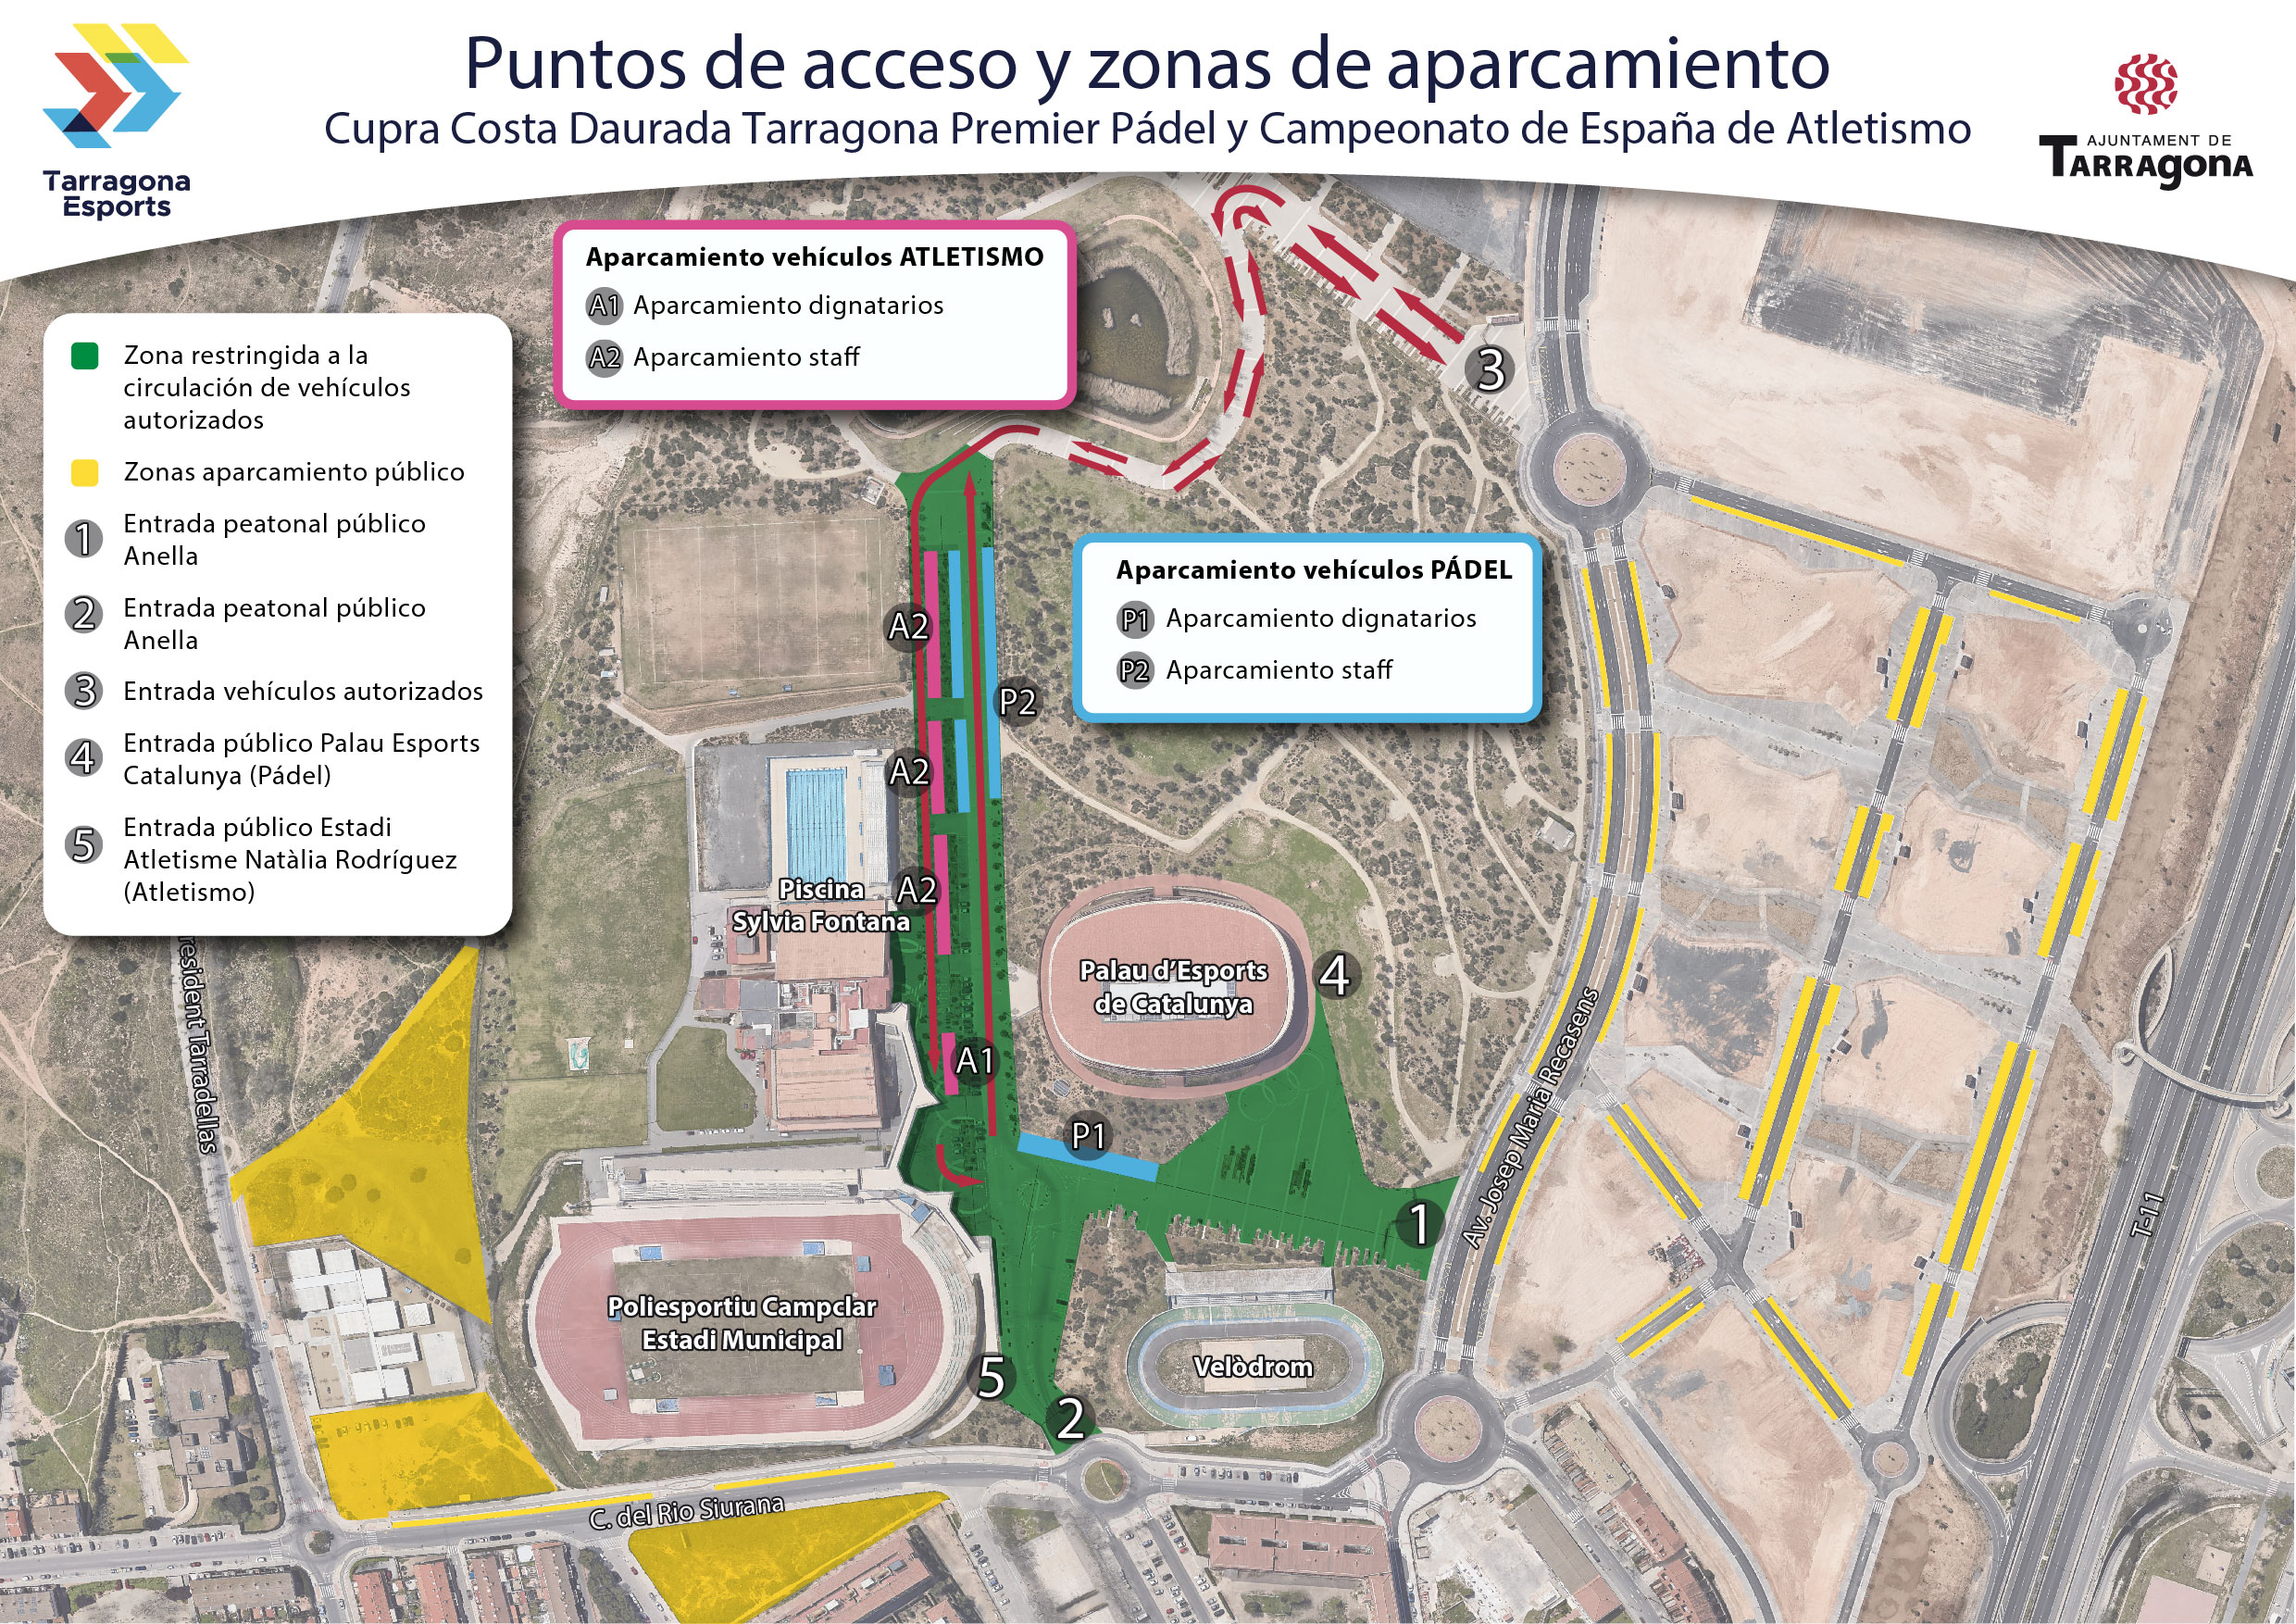 Puntos de acceso y zonas de aparcamiento
Cupra Costa Daurada Tarragona Premier Pádel y Campeonato de España de Atletismo
Tarragona
Esports
AJUNTAMENT DE
TARRAGONA
Aparcamiento vehículos ATLETISMO
A1 Aparcamiento dignatarios
A2 Aparcamiento staff
Zona restringida a la
circulación de vehículos
autorizados
Zonas aparcamiento público
1 Entrada peatonal público
Anella
2 Entrada peatonal público
Anella
3 Entrada vehículos autorizados
4 Entrada público Palau Esports
Catalunya (Pádel)
5 Entrada público Estadi
Atletisme Natàlia Rodríguez
(Atletismo)
Aparcamiento vehículos PÁDEL
P1 Aparcamiento dignatarios
P2 Aparcamiento staff
3
A2
P2
A2
A2
Piscina
Sylvia Fontana
Palau d'Esports
de Catalunya
4
A1
P1
1
resident Tarradellas
Av. Josep Maria Recasens
T-11
Poliesportiu Campclar
Estadi Municipal
Velòdrom
5
2
C. del Rio Siurana